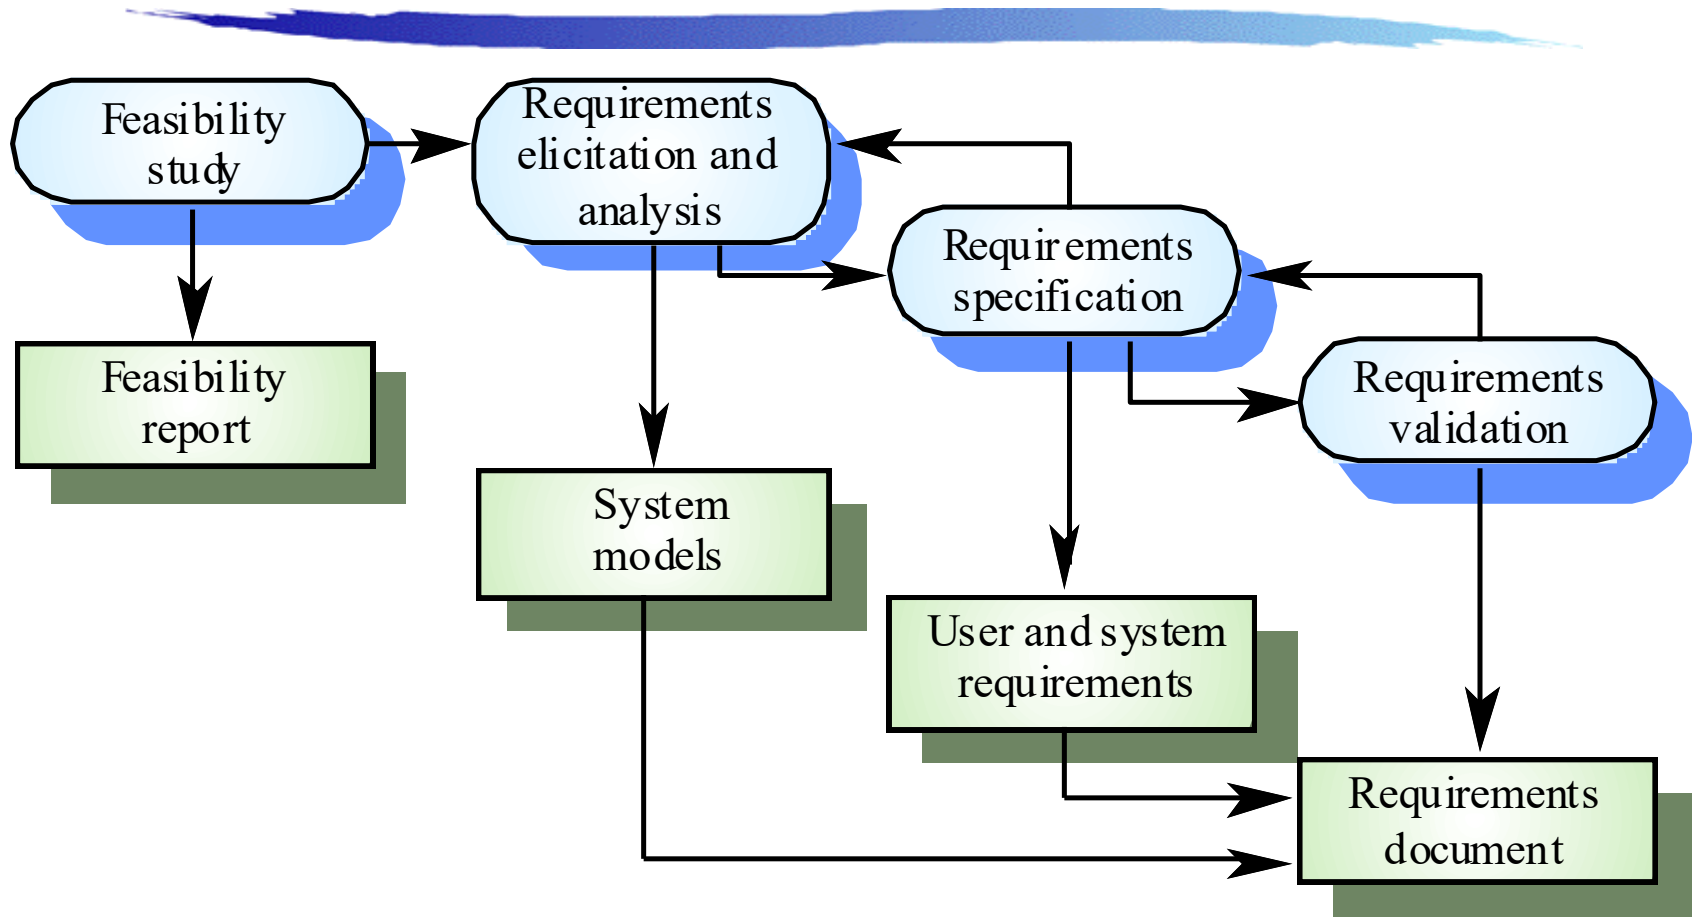 Feasibility
study
Requirements
elicitation and
analysis
Requirements
specification
Requirements
validation
Feasibility
report
System
models
User and system
requirements
Requirements
document